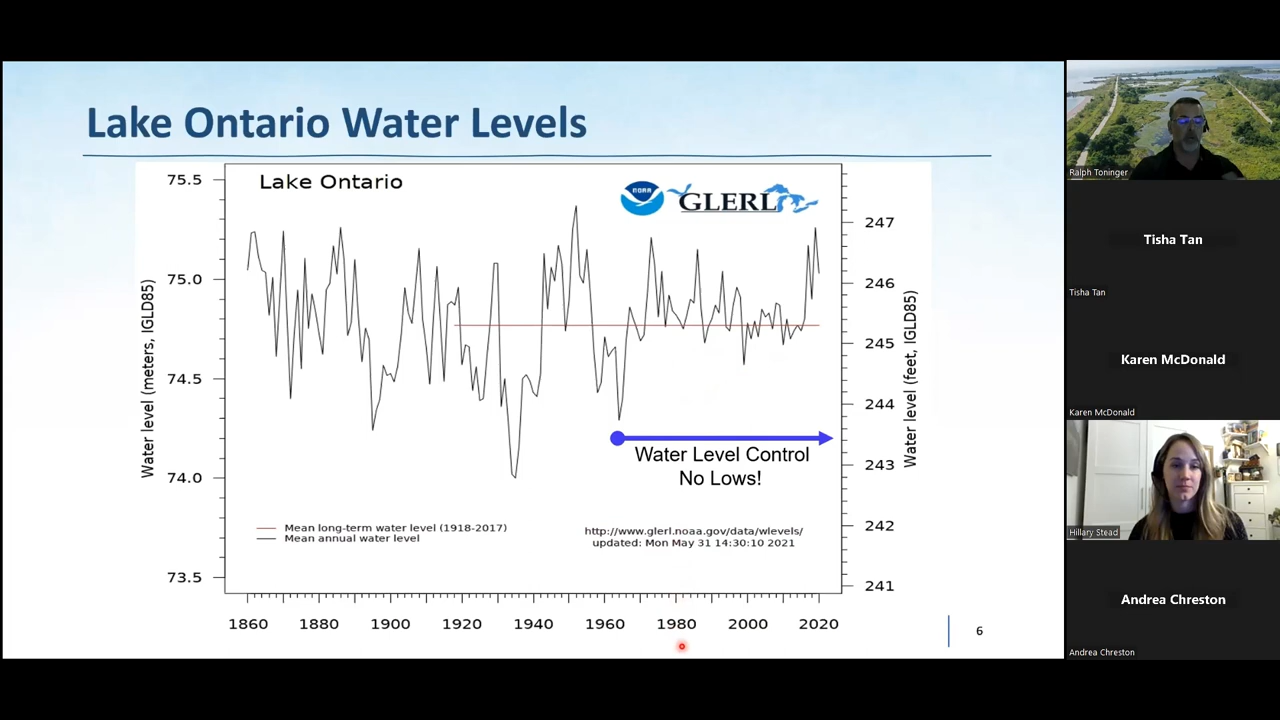 Lake Ontario Water Levels
Lake Ontario
NOAA
GLERL
75.5
75.0
74.5
74.0
73.5
Water level (meters, IGLD85)
247
246
245
244
243
242
241
Water level (feet, IGLD85)
Water Level Control
No Lows!
Mean long-term water level (1918-2017)
Mean annual water level
http://www.glerl.noaa.gov/data/wlevels/
updated: Mon May 31 14:30:10 2021
1860 1880 1900 1920 1940 1960 1980 2000 2020
6
Ralph Toninger
Tisha Tan
Tisha Tan
Karen McDonald
Karen McDonald
Hillary Stead
Andrea Chreston
Andrea Chreston